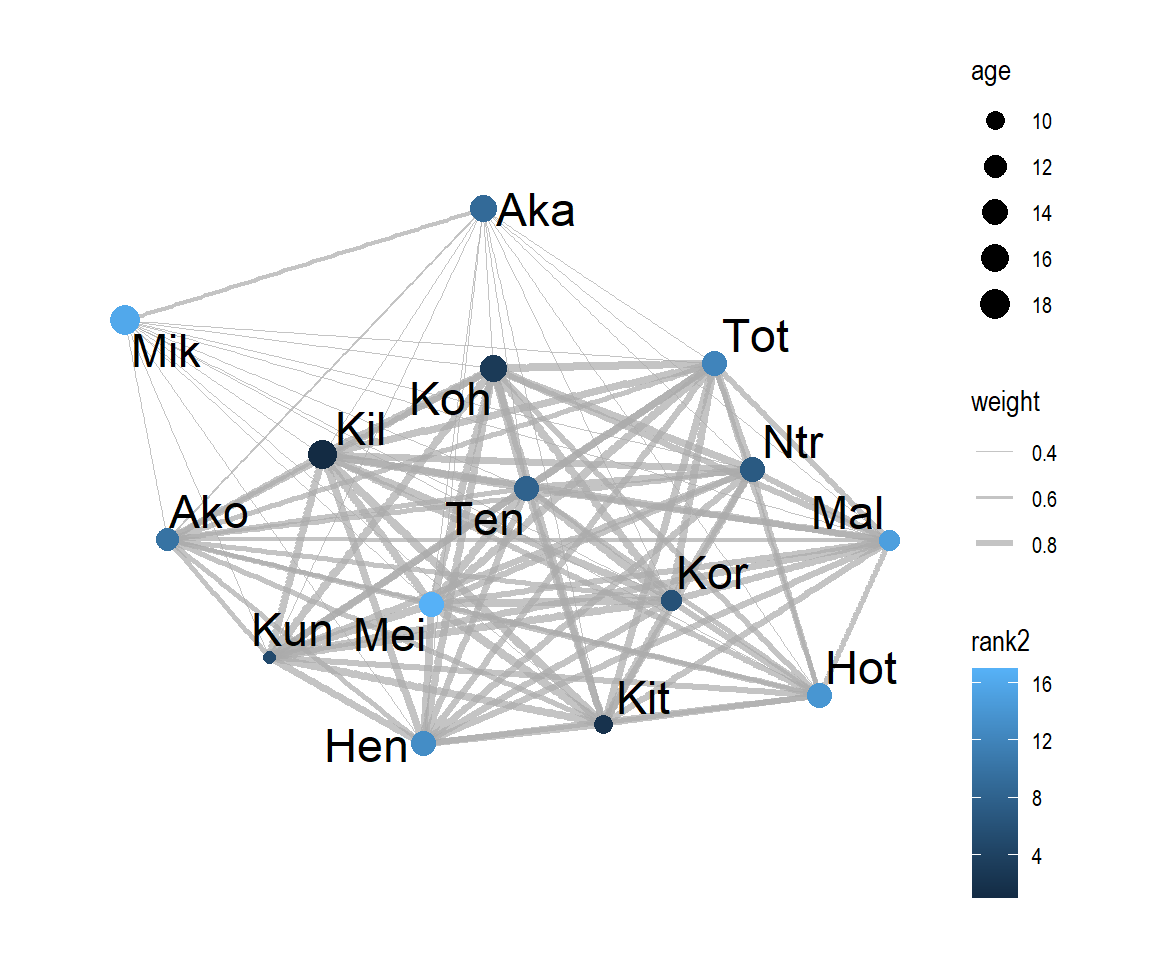 Aka
Mik
Tot
Koh
Kil
Ntr
Ako
Ten
Mal
Kor
Kun
Mei
Hot
Kit
Hen
age
10
12
14
16
18
weight
0.4
0.6
0.8
rank2
16
12
8
4